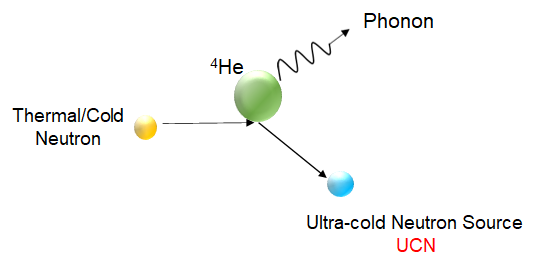 Phonon
⁴He
Thermal/Cold
Neutron
Ultra-cold Neutron Source
UCN